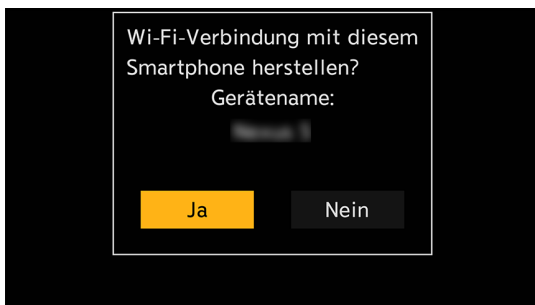 Wi-Fi-Verbindung mit diesem
Smartphone herstellen?
Gerätename:
Ja Nein